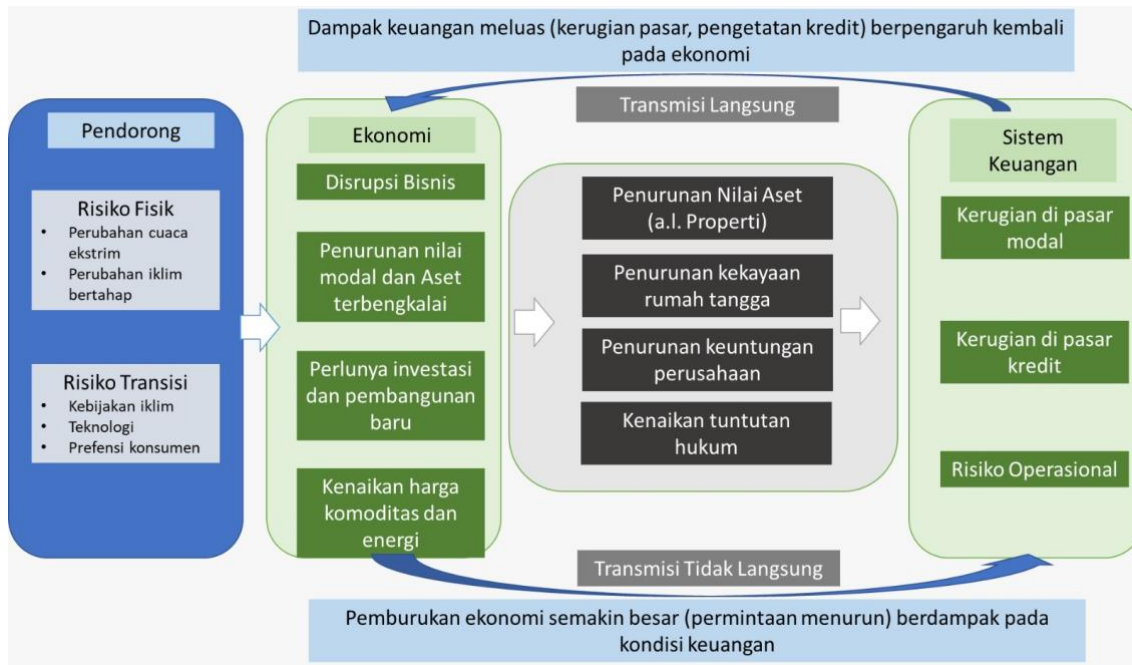 Dampak keuangan meluas (kerugian pasar, pengetatan kredit) berpengaruh kembali
pada ekonomi
Transmisi Langsung
Pendorong
Risiko Fisik
• Perubahan cuaca
ekstrim
• Perubahan iklim
bertahap
Risiko Transisi
• Kebijakan iklim
• Teknologi
• Prefensi konsumen
Ekonomi
Disrupsi Bisnis
Penurunan nilai
modal dan Aset
terbengkalai
Perlunya investasi
dan pembangunan
baru
Kenaikan harga
komoditas dan
energi
Penurunan Nilai Aset
(a.l. Properti)
Penurunan kekayaan
rumah tangga
Penurunan keuntungan
perusahaan
Kenaikan tuntutan
hukum
Sistem
Keuangan
Kerugian di pasar
modal
Kerugian di pasar
kredit
Risiko Operasional
Transmisi Tidak Langsung
Pemburukan ekonomi semakin besar (permintaan menurun) berdampak pada
kondisi keuangan